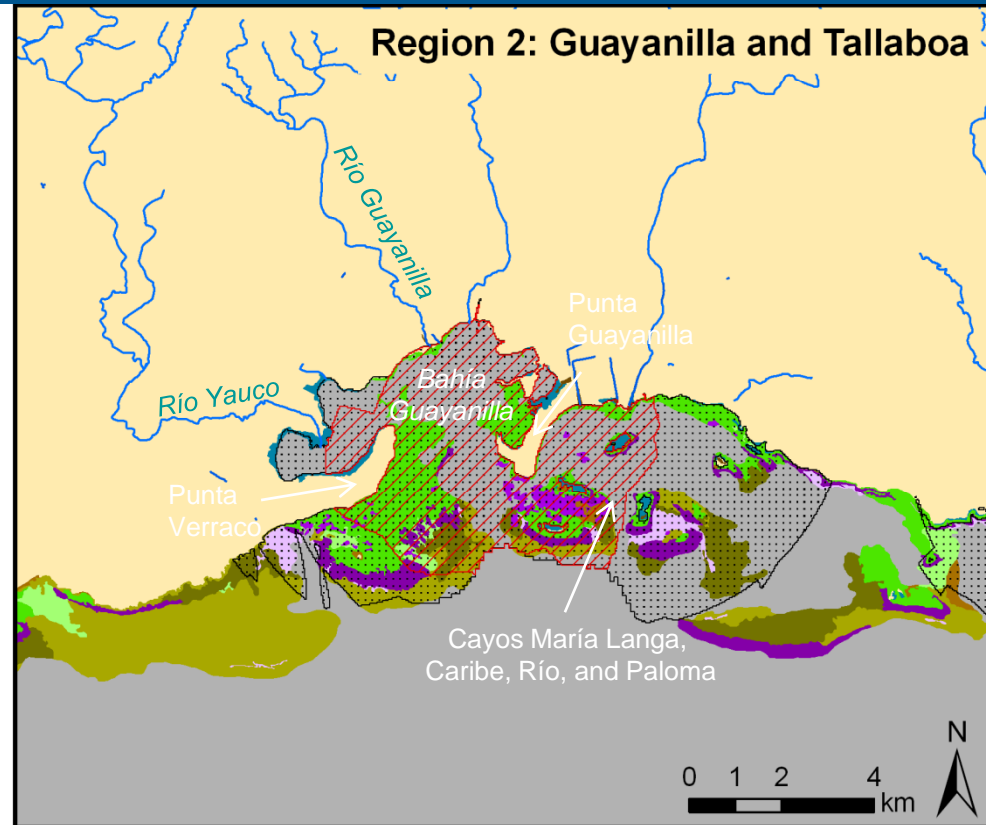 Region 2: Guayanilla and Tallaboa
Río Guayanilla
Punta
Guayanilla
Bahía
Guayanilla
Río Yauco
Punta
Verraco
Cayos María Langa,
Caribe, Río, and Paloma
N
0 1 2 4
km